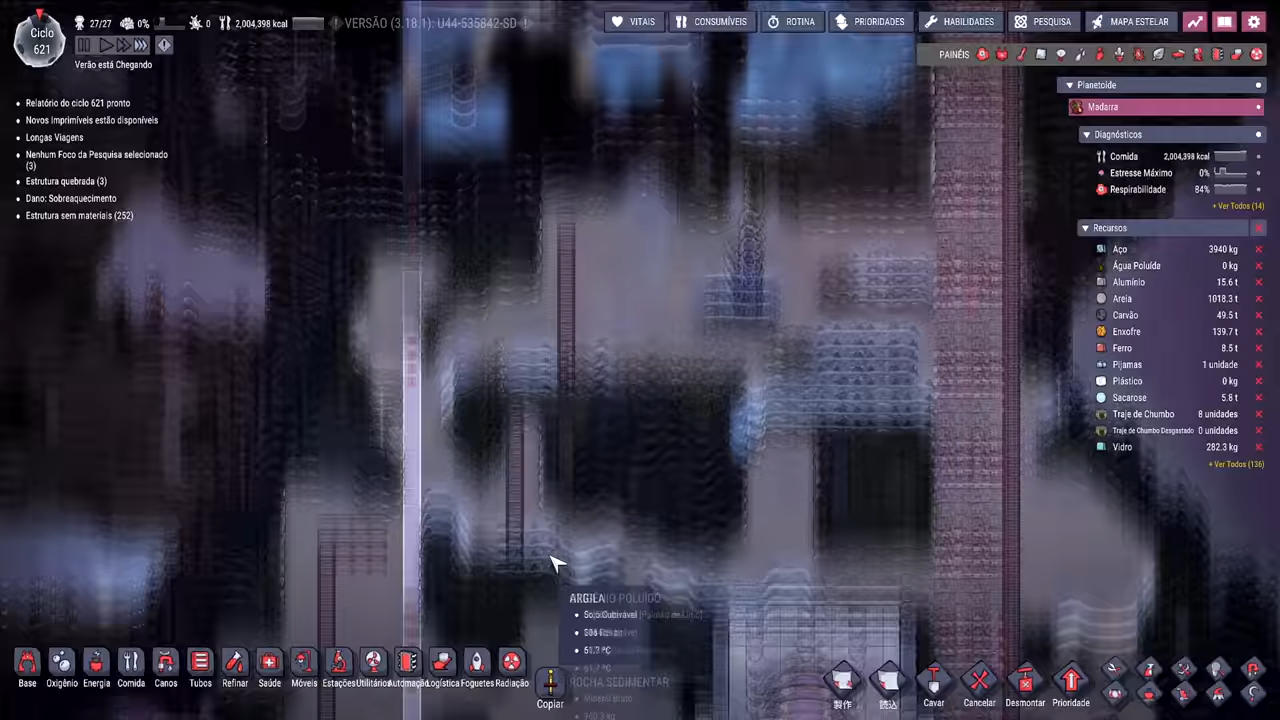 Ciclo
621
27/27
0%
0
2,004,398 kcal
! VERSÃO (3.18.1): U44-535842-SD !
Verão está Chegando
VITAIS
CONSUMÍVEIS
ROTINA
PRIORIDADES
HABILIDADES
PESQUISA
MAPA ESTELAR
PAINÉIS
Relatório do ciclo 621 pronto
Novos Imprimíveis estão disponíveis
Longas Viagens
Nenhum Foco da Pesquisa selecionado
(3)
Estrutura quebrada (3)
Dano: Sobreaquecimento
Estrutura sem materiais (252)
Planetoide
Madarra
Diagnósticos
Comida 2,004,398 kcal
Estresse Máximo 0%
Respirabilidade 84%
+ Ver Todos (14)
Recursos
Aço 3940 kg
Água Poluída 0 kg
Alumínio 15.6 t
Areia 1018.3 t
Carvão 49.5 t
Enxofre 139.7 t
Ferro 8.5 t
Pijamas 1 unidade
Plástico 0 kg
Sacarose 5.8 t
Traje de Chumbo 8 unidades
Traje de Chumbo Desgastado 0 unidades
Vidro 282.3 kg
+ Ver Todos (136)
ARGILA
ROCHA SEDIMENTAR
Mineral Bruto
Base
Oxigênio
Energia
Comida
Canos
Tubos
Refinar
Saúde
Móveis
Estações
Utilitários
Automação
Logística
Foguetes
Radiação
Copiar
製作
読込
Cavar
Cancelar
Desmontar
Prioridade